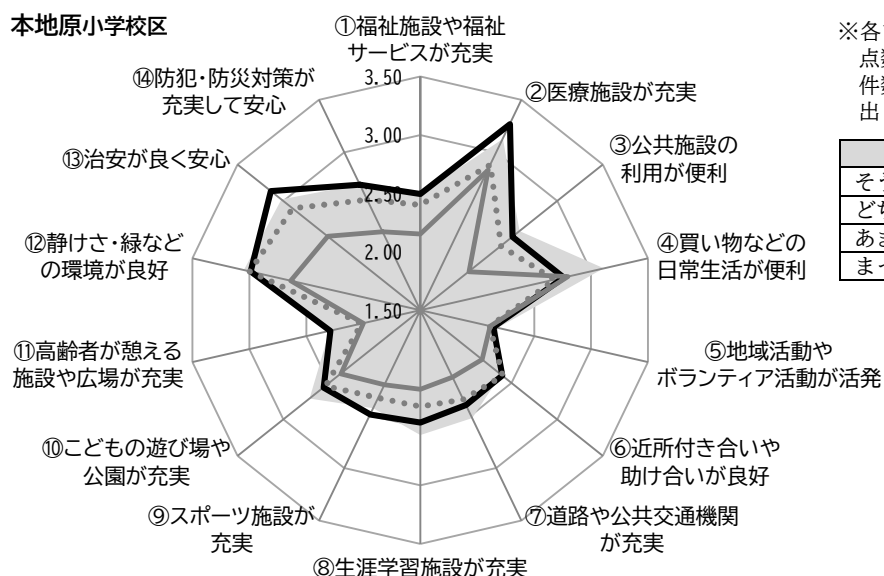 本地原小学校区
①福祉施設や福祉
サービスが充実
②医療施設が充実
③公共施設の
利用が便利
④買い物などの
日常生活が便利
⑤地域活動や
ボランティア活動が活発
⑥近所付き合いや
助け合いが良好
⑦道路や公共交通機関
が充実
⑧生涯学習施設が充実
⑨スポーツ施設が
充実
⑩こどもの遊び場や
公園が充実
⑪高齢者が憩える
施設や広場が充実
⑫静けさ・緑など
の環境が良好
⑬治安が良く安心
⑭防犯・防災対策が
充実して安心
3.50
3.00
2.50
2.00
1.50
※各
点数
件数
出
そう
どち
あま
まっ